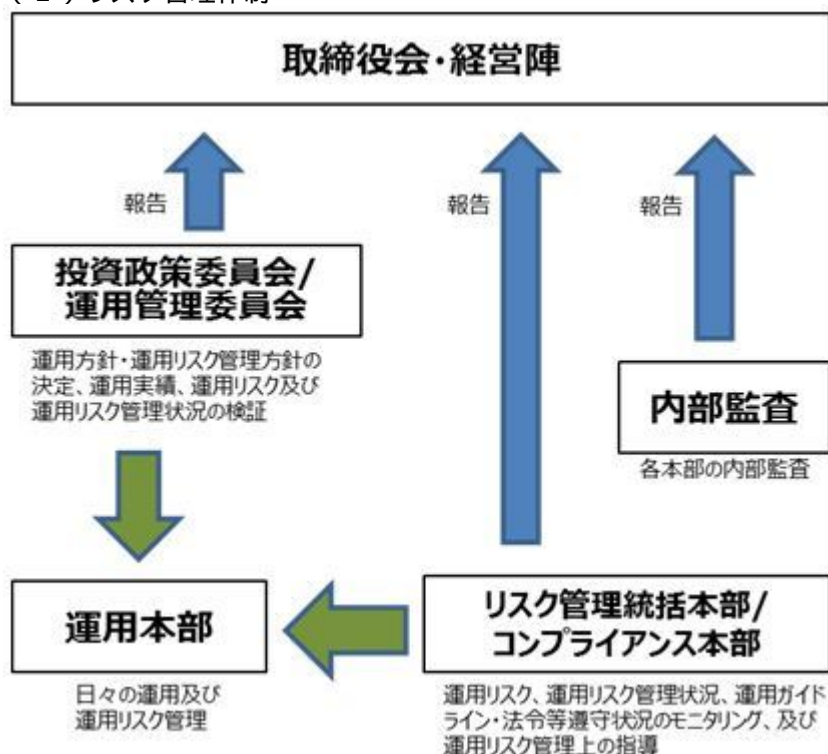 取締役会・経営陣
報告
報告
報告
投資政策委員会/
運用管理委員会
運用方針・運用リスク管理方針の
決定、運用実績、運用リスク及び
運用リスク管理状況の検証
内部監査
各本部の内部監査
運用本部
日々の運用及び
運用リスク管理
リスク管理統括本部/
コンプライアンス本部
運用リスク、運用リスク管理状況、運用ガイド
ライン・法令等遵守状況のモニタリング、及び
運用リスク管理上の指導